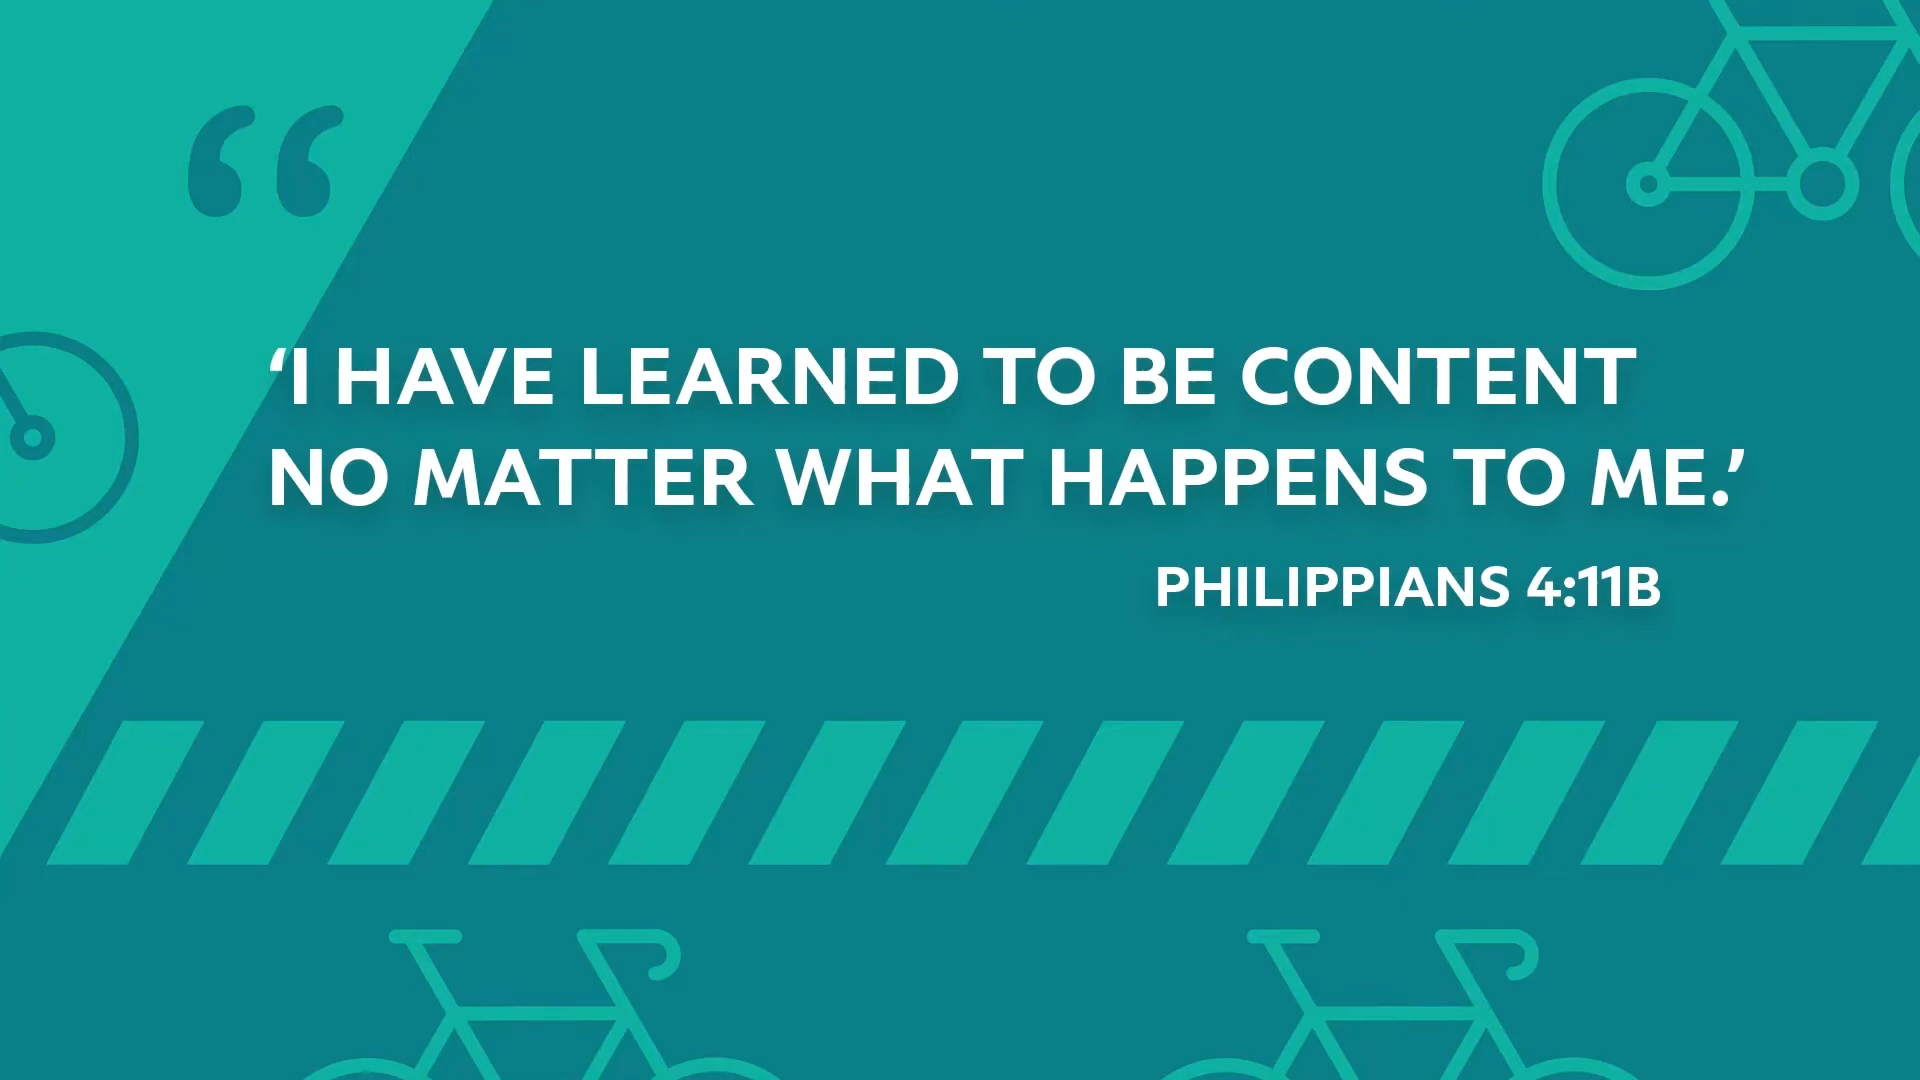 “
‘I HAVE LEARNED TO BE CONTENT
NO MATTER WHAT HAPPENS TO ME.’
PHILIPPIANS 4:11B